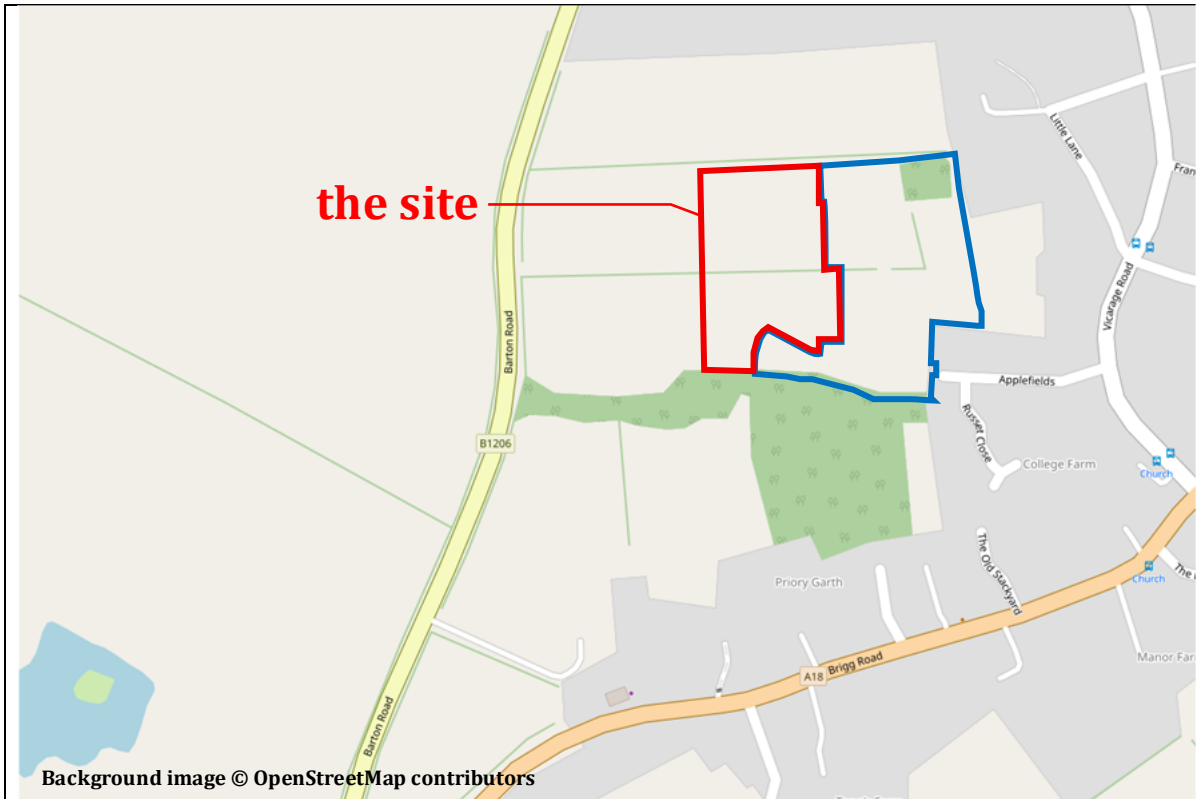 Little Lane
Fran
the site
Vicarage Road
Barton Road
Applefields
Russet Close
B1206
College Farm
Church
The Old Stackyard
Priory Garth
Church
The
Manor Far
A18
Brigg Road
Barton Road
Background image © OpenStreetMap contributors